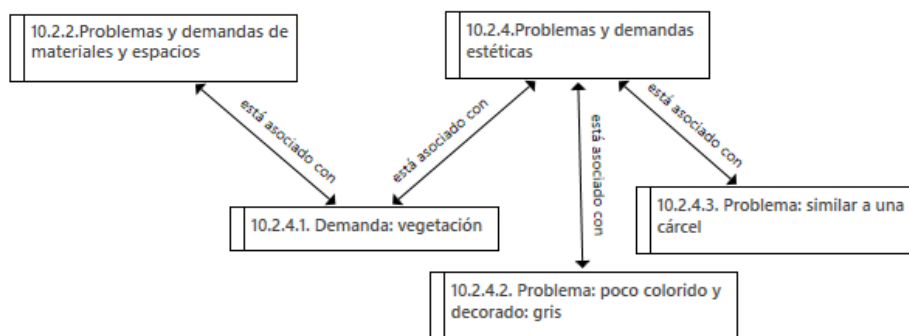 10.2.2.Problemas y demandas de
materiales y espacios
10.2.4.Problemas y demandas
estéticas
está asociado con
está asociado con
está asociado con
está asociado con
10.2.4.1. Demanda: vegetación
10.2.4.3. Problema: similar a una
cárcel
10.2.4.2. Problema: poco colorido y
decorado: gris